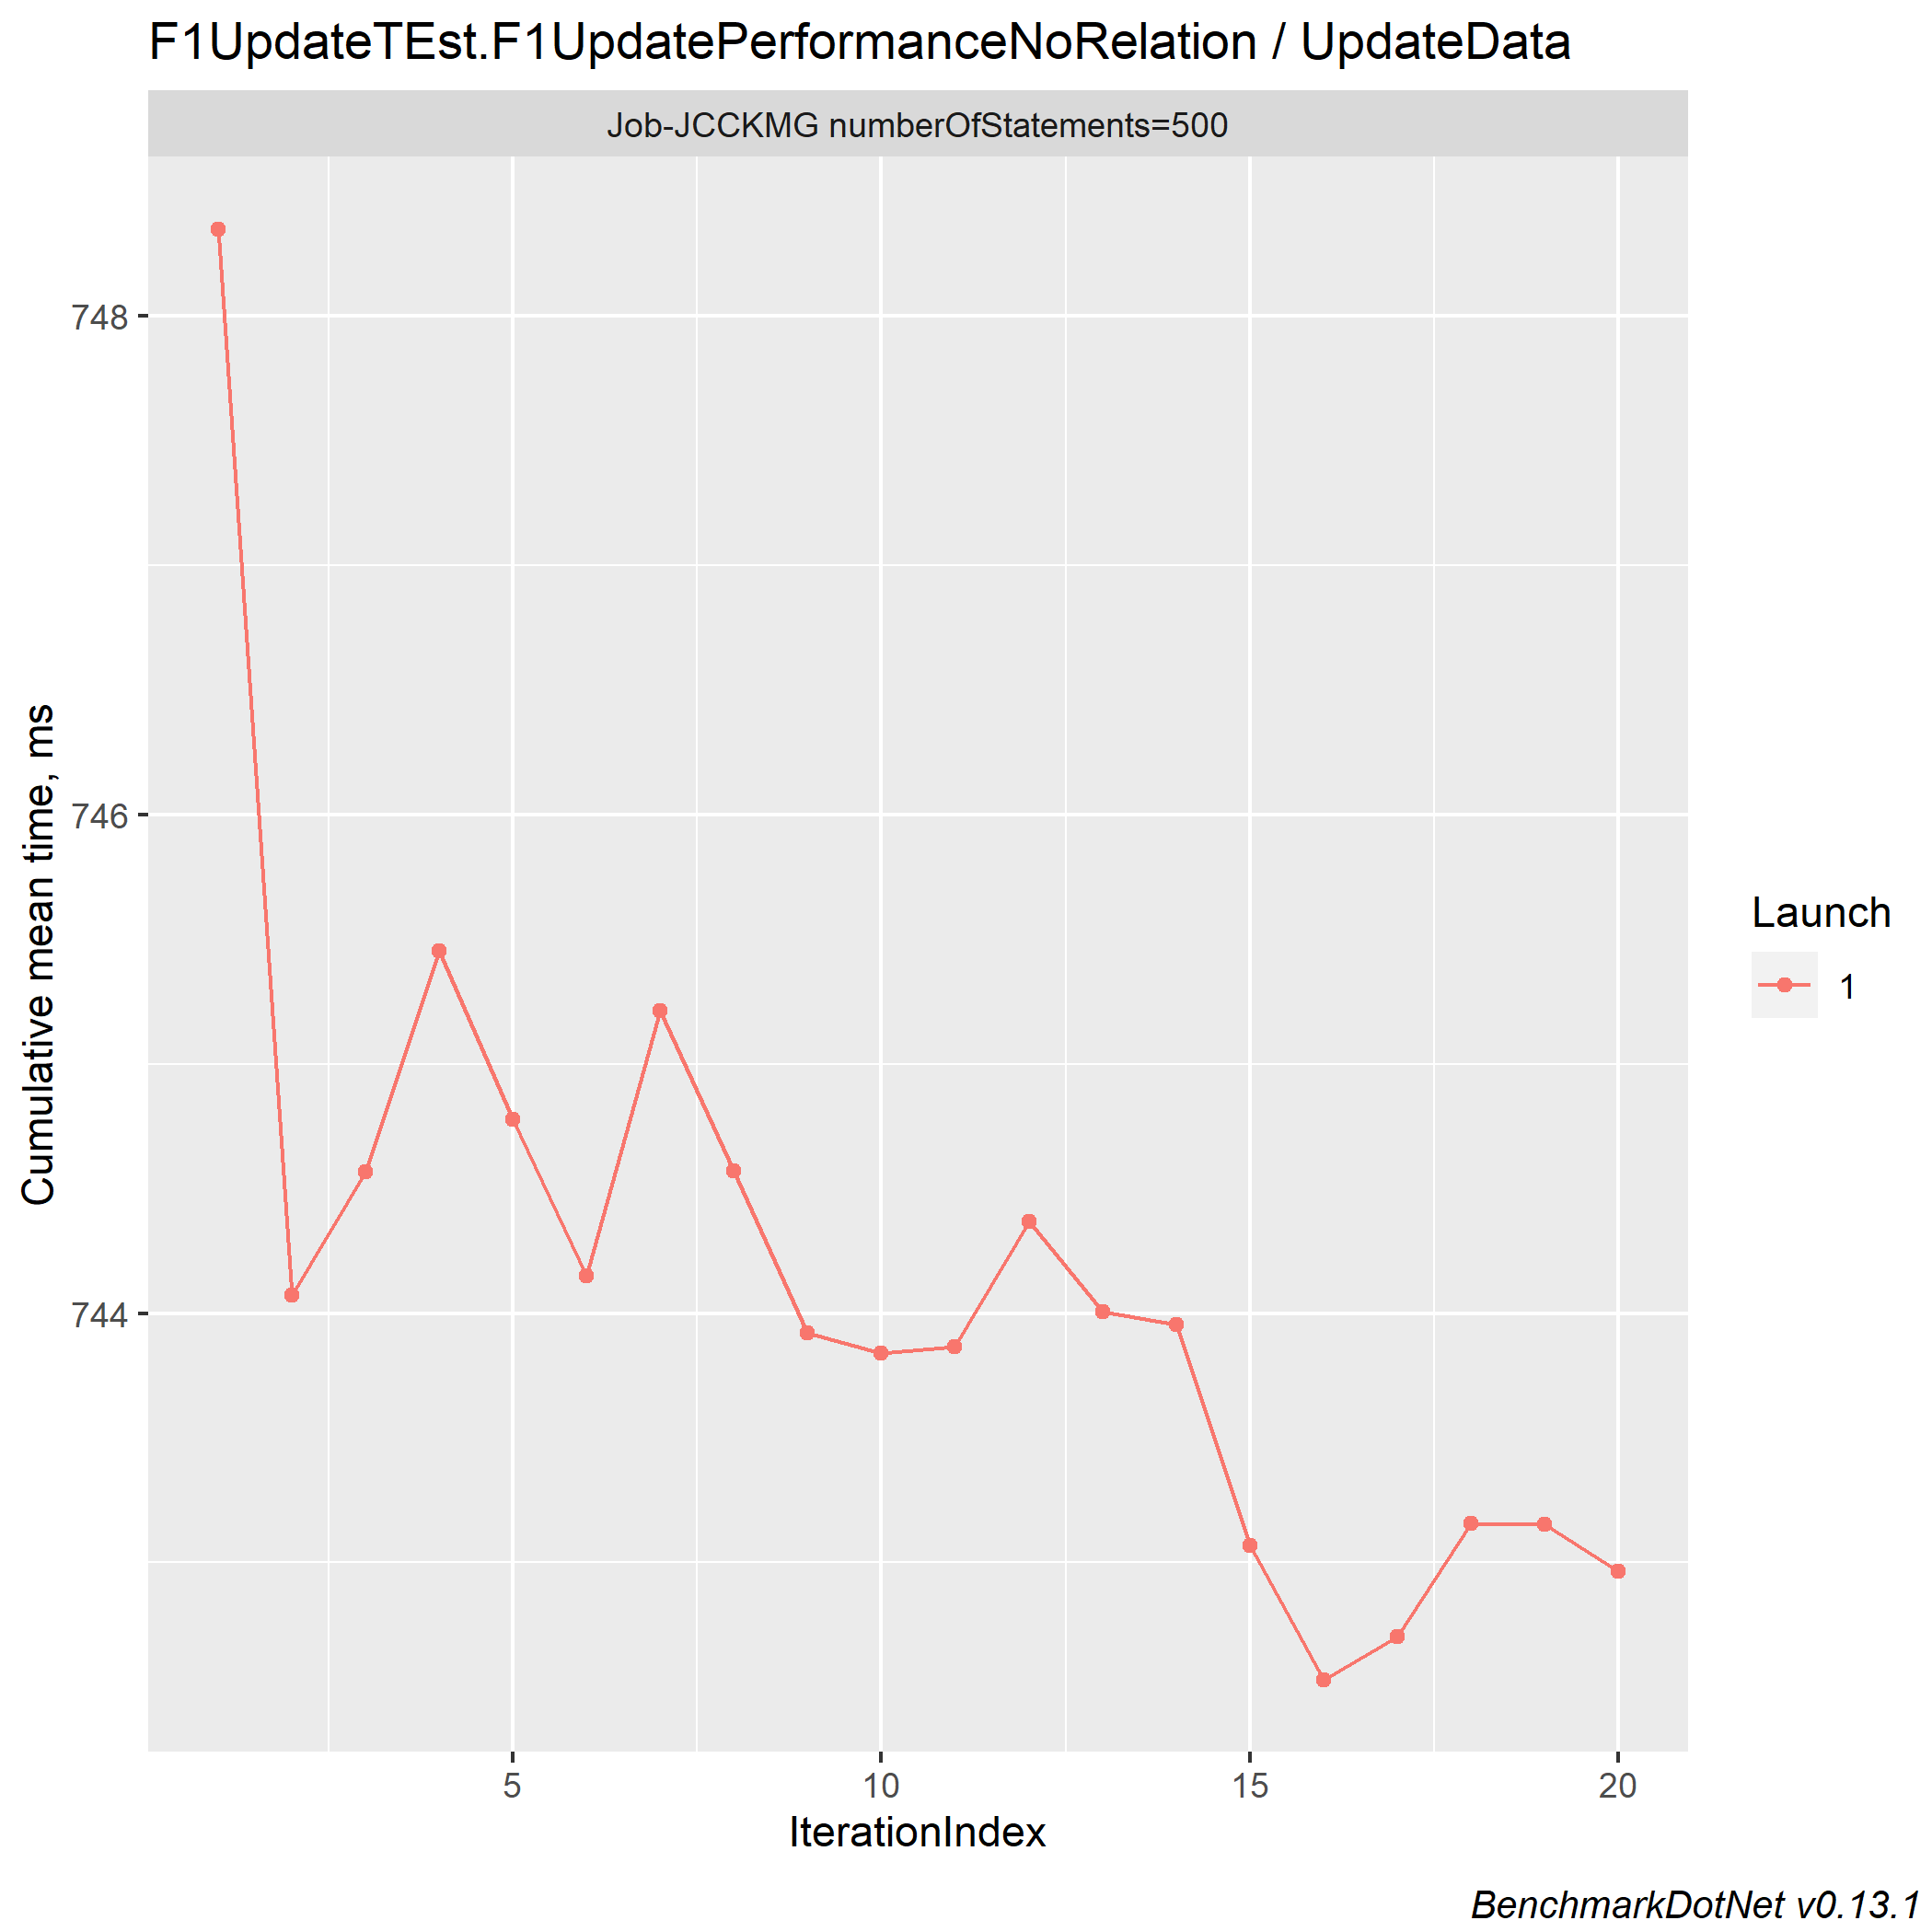 F1UpdateTEst.F1UpdatePerformanceNoRelation / UpdateData
Job-JCCKMG numberOfStatements=500
Cumulative mean time, ms
748
746
744
5
10
15
20
IterationIndex
Launch
1
BenchmarkDotNet v0.13.1